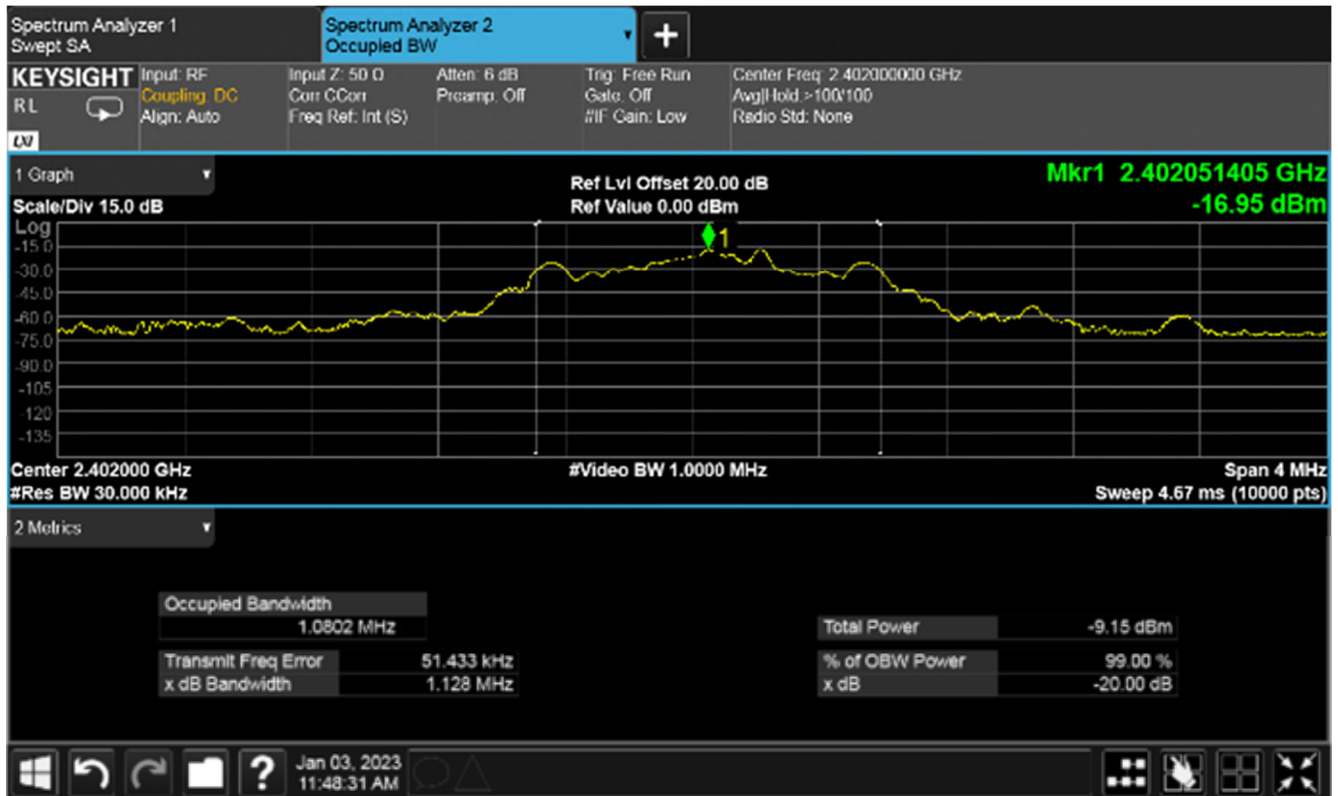 Spectrum Analyzer 1
Swept SA
Spectrum Analyzer 2
Occupied BW
+
KEYSIGHT
RL
LXI
Input: RF
Coupling: DC
Align: Auto
Input Z: 50 Ω
Corr CCorr
Freq Ref: Int (S)
Atten: 6 dB
Preamp: Off
Trig: Free Run
Gate: Off
#IF Gain: Low
Center Freq: 2.402000000 GHz
Avg|Hold:>100/100
Radio Std: None
1 Graph
Scale/Div 15.0 dB
Ref Lvl Offset 20.00 dB
Ref Value 0.00 dBm
Mkr1 2.402051405 GHz
-16.95 dBm
Log
-15.0
-30.0
-45.0
-60.0
-75.0
-90.0
-105
-120
-135
1
Center 2.402000 GHz
#Res BW 30.000 kHz
#Video BW 1.0000 MHz
Span 4 MHz
Sweep 4.67 ms (10000 pts)
2 Metrics
Occupied Bandwidth
1.0802 MHz
Transmit Freq Error 51.433 kHz
x dB Bandwidth 1.128 MHz
Total Power -9.15 dBm
% of OBW Power 99.00 %
x dB -20.00 dB
?
Jan 03, 2023
11:48:31 AM